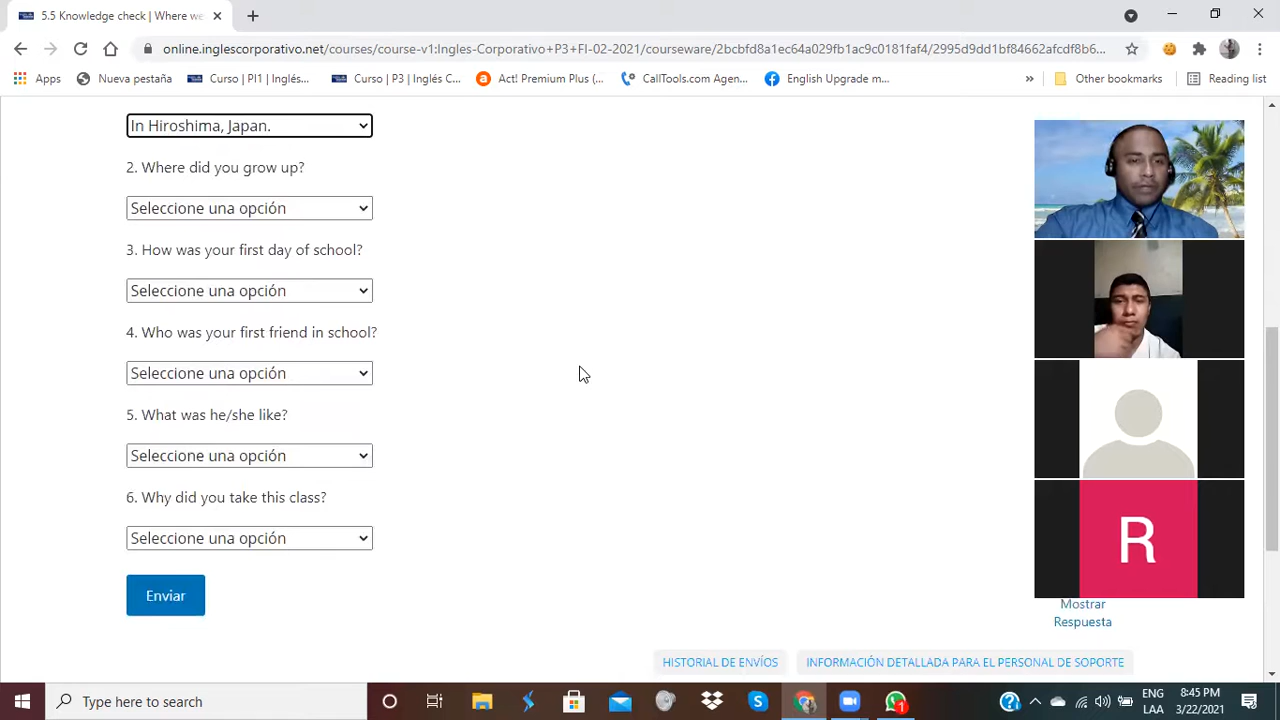 5.5 Knowledge check | Where we
online.inglescorporativo.net/courses/course-v1:Ingles-Corporativo+P3+FI-02-2021/courseware/2bcbfd8a1ec64a029fb1ac9c0181faf4/2995d9dd1bf84662afcdf8b6...
Apps
Nueva pestaña
Curso | PI1 | Inglés...
Curso | P3 | Inglés C...
Act! Premium Plus (...
CallTools.com Agen...
English Upgrade m...
»
Other bookmarks
Reading list
In Hiroshima, Japan.
2. Where did you grow up?
Seleccione una opción
3. How was your first day of school?
Seleccione una opción
4. Who was your first friend in school?
Seleccione una opción
5. What was he/she like?
Seleccione una opción
6. Why did you take this class?
Seleccione una opción
Enviar
R
Mostrar
Respuesta
HISTORIAL DE ENVÍOS
INFORMACIÓN DETALLADA PARA EL PERSONAL DE SOPORTE
Type here to search
1
ENG
LAA
8:45 PM
3/22/2021